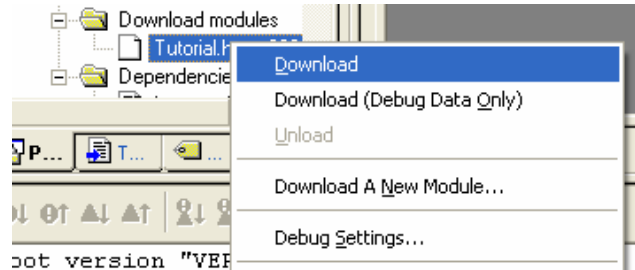 Download modules
Tutorial.h
Download
Dependencie
Download (Debug Data Only)
Unload
P... T... ...
Download A New Module...
Debug Settings...
oot version "VER